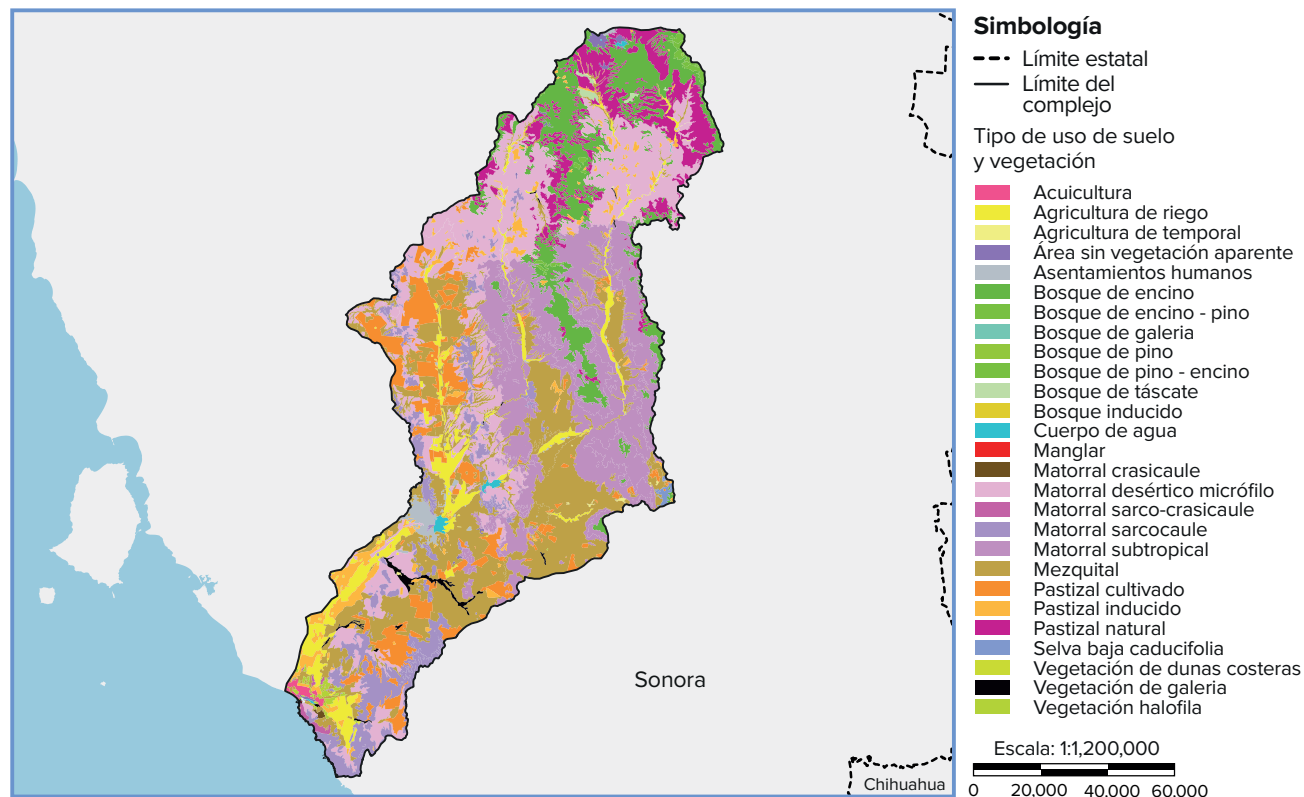 Simbología
Límite estatal
Límite del
complejo
Tipo de uso de suelo
y vegetación
Acuicultura
Agricultura de riego
Agricultura de temporal
Área sin vegetación aparente
Asentamientos humanos
Bosque de encino
Bosque de encino - pino
Bosque de galeria
Bosque de pino
Bosque de pino - encino
Bosque de táscate
Bosque inducido
Cuerpo de agua
Manglar
Matorral crasicaule
Matorral desértico micrófilo
Matorral sarco-crasicaule
Matorral sarcocaule
Matorral subtropical
Mezquital
Pastizal cultivado
Pastizal inducido
Pastizal natural
Selva baja caducifolia
Vegetación de dunas costeras
Vegetación de galeria
Vegetación halofila
Sonora
Chihuahua
Escala: 1:1,200,000
0 20,000 40,000 60,000